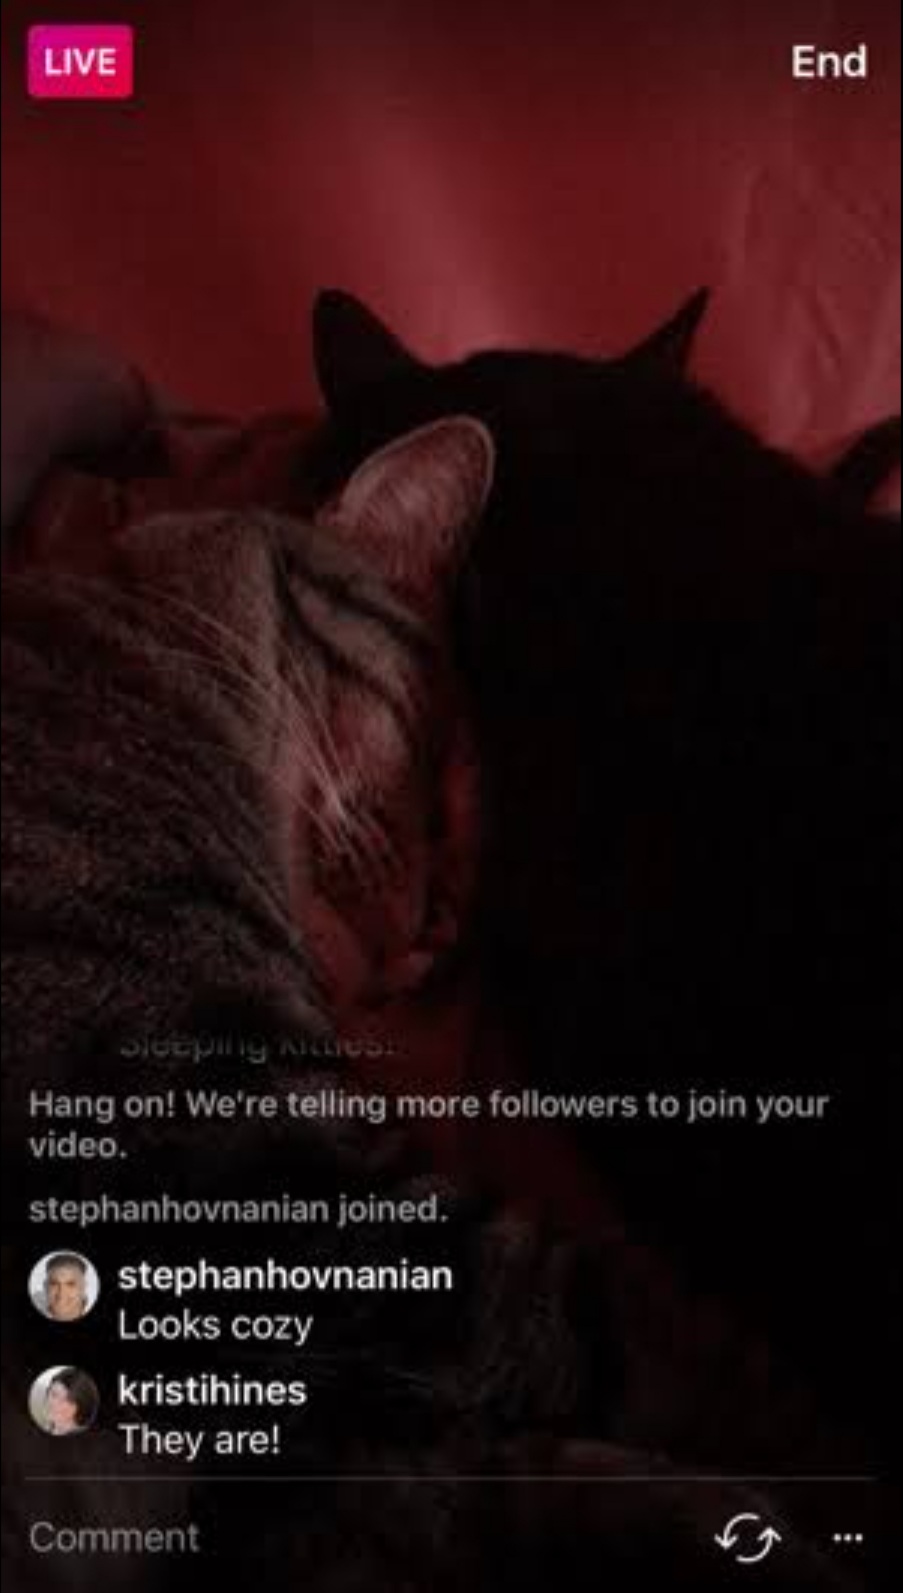 LIVE
End
Sleeping kitties!
Hang on! We're telling more followers to join your
video.
stephanhovnanian joined.
stephanhovnanian
Looks cozy
kristihines
They are!
Comment
...